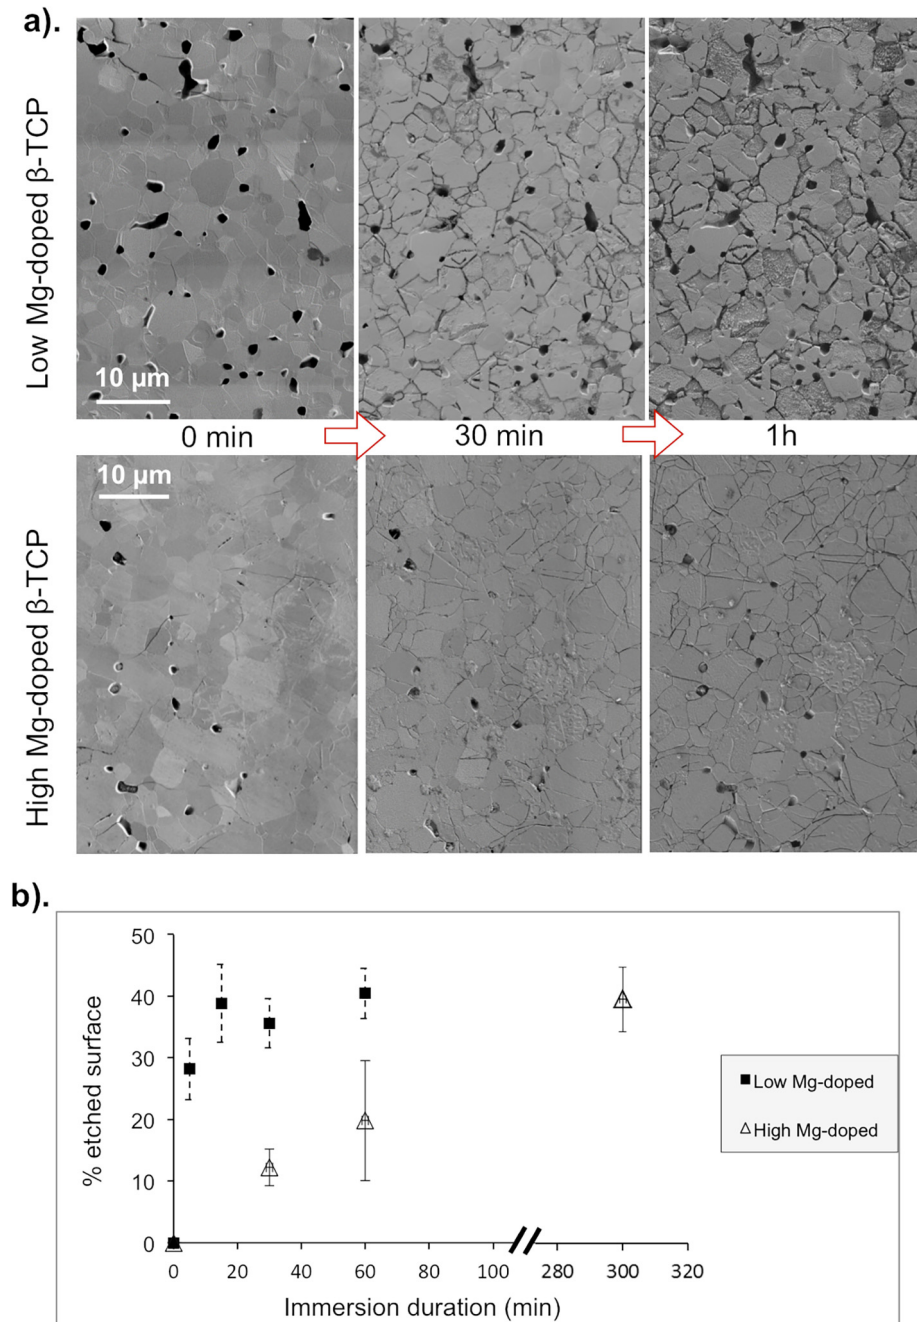 a).
Low Mg-doped β-TCP
10 µm
0 min
30 min
1h
High Mg-doped β-TCP
10 µm
b).
% etched surface
50
40
30
20
10
0
0 20 40 60 80 100 280 300 320
Immersion duration (min)
Low Mg-doped
High Mg-doped